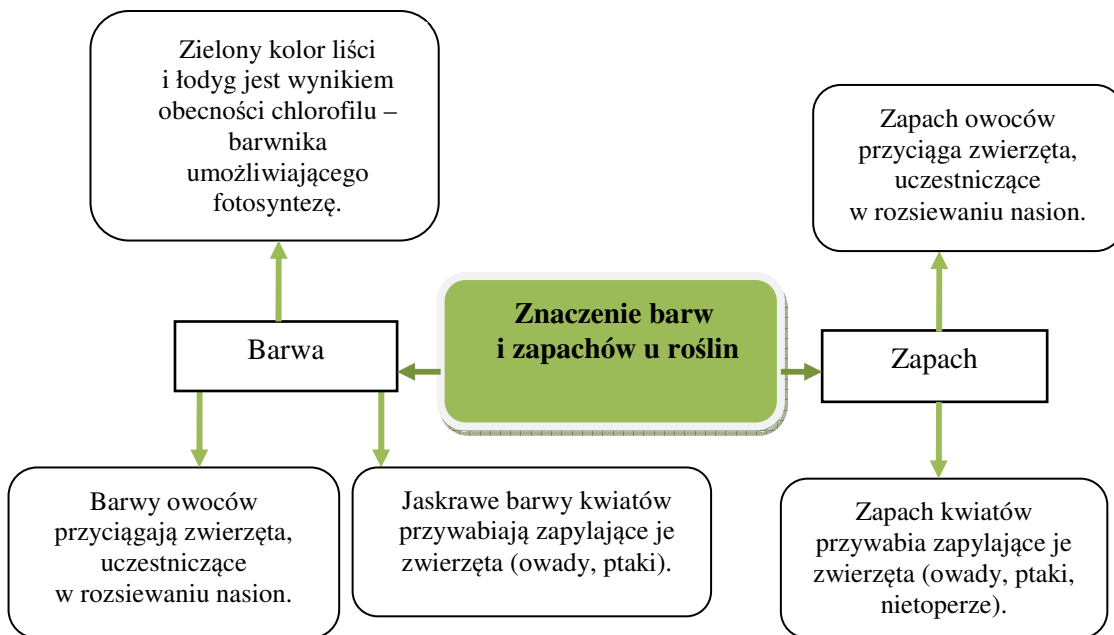 Zielony kolor liści
i łodyg jest wynikiem
obecności chlorofilu –
barwnika
umożliwiającego
fotosyntezę.
Zapach owoców
przyciąga zwierzęta,
uczestniczące
w rozsiewaniu nasion.
Znaczenie barw
i zapachów u roślin
Barwa
Zapach
Barwy owoców
przyciągają zwierzęta,
uczestniczące
w rozsiewaniu nasion.
Jaskrawe barwy kwiatów
przywabiają zapylające je
zwierzęta (owady, ptaki).
Zapach kwiatów
przywabia zapylające je
zwierzęta (owady, ptaki,
nietoperze).